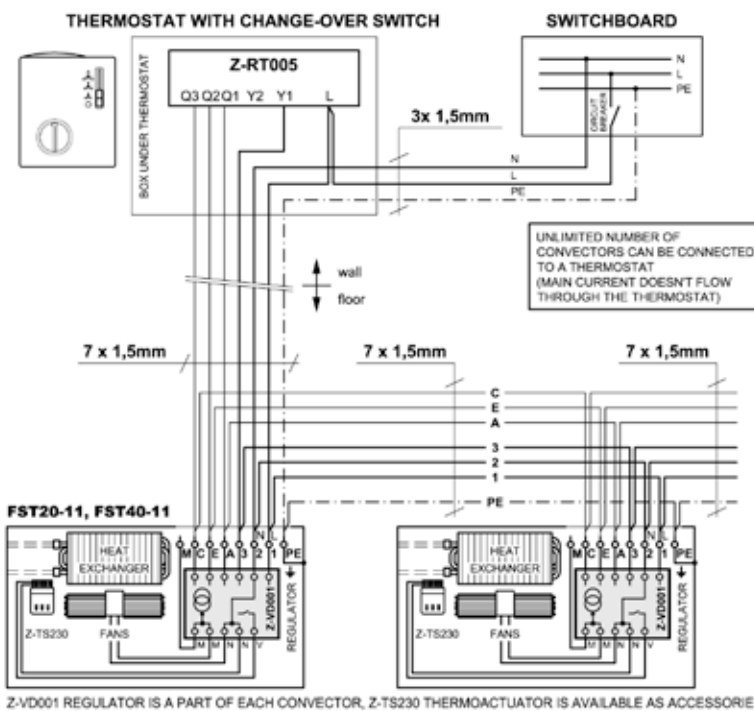 THERMOSTAT WITH CHANGE-OVER SWITCH
SWITCHBOARD
Z-RT005
Q3 Q2 Q1 Y2 Y1 L
BOX UNDER THERMOSTAT
N
L
PE
CIRCUIT
BREAKER
3x 1,5mm
N
L
PE
UNLIMITED NUMBER OF
CONVECTORS CAN BE CONNECTED
TO A THERMOSTAT
(MAIN CURRENT DOESN'T FLOW
THROUGH THE THERMOSTAT)
wall
floor
7 x 1,5mm
7 x 1,5mm
7 x 1,5mm
C
E
A
3
2
1
PE
FST20-11, FST40-11
N L
M C E A 3 2 1 PE
HEAT
EXCHANGER
Z-TS230
FANS
Z-VD001
REGULATOR
M M N N V
N L
M C E A 3 2 1 PE
HEAT
EXCHANGER
Z-TS230
FANS
Z-VD001
REGULATOR
M M N N V
Z-VD001 REGULATOR IS A PART OF EACH CONVECTOR, Z-TS230 THERMOACTUATOR IS AVAILABLE AS ACCESSORIE